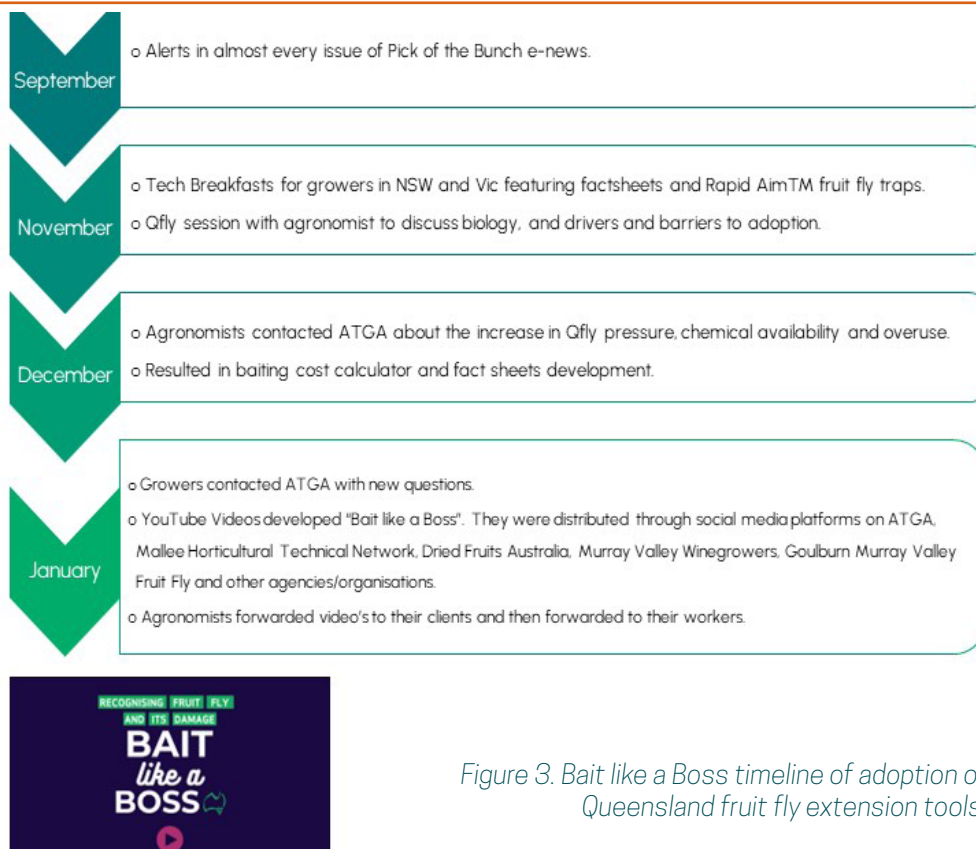 September
o Alerts in almost every issue of Pick of the Bunch e-news.
November
o Tech Breakfasts for growers in NSW and Vic featuring factsheets and Rapid AimTM fruit fly traps.
o Qfly session with agronomist to discuss biology, and drivers and barriers to adoption.
December
o Agronomists contacted ATGA about the increase in Qfly pressure, chemical availability and overuse.
o Resulted in baiting cost calculator and fact sheets development.
January
o Growers contacted ATGA with new questions.
o YouTube Videos developed "Bait like a Boss". They were distributed through social media platforms on ATGA,
Mallee Horticultural Technical Network, Dried Fruits Australia, Murray Valley Winegrowers, Goulburn Murray Valley
Fruit Fly and other agencies/organisations.
o Agronomists forwarded video's to their clients and then forwarded to their workers.
RECOGNISING FRUIT FLY
AND ITS DAMAGE
BAIT
like a
BOSS
Figure 3. Bait like a Boss timeline of adoption
Queensland fruit fly extension tools